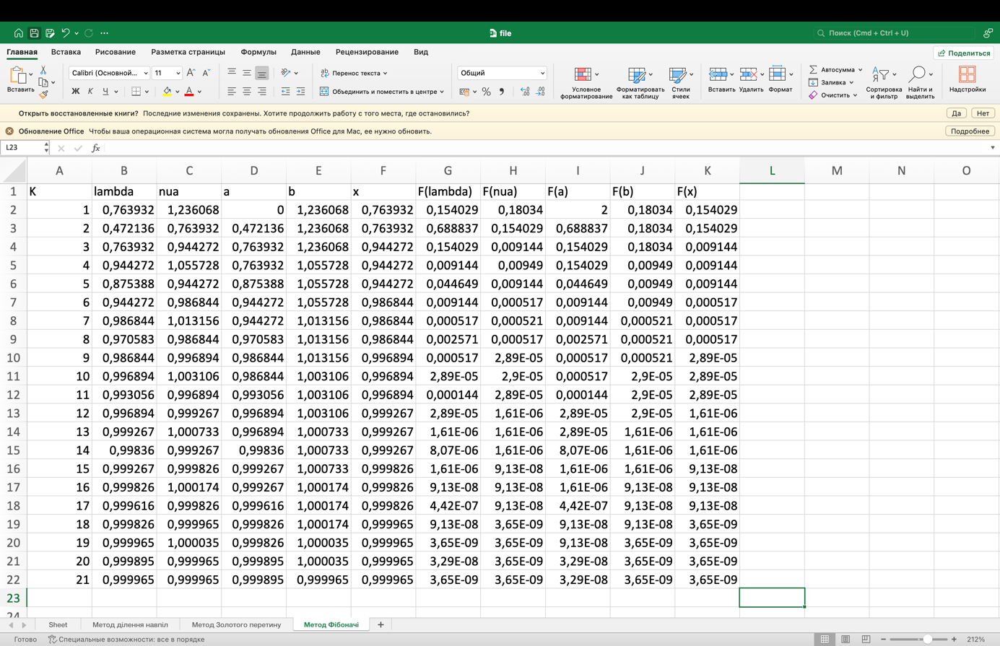 file
Поиск (Cmd + Ctrl + U)
Главная Вставка Рисование Разметка страницы Формулы Данные Рецензирование Вид
Поделиться
Вставить
Calibri (Основной... 11
Ж К Ч
Перенос текста
Объединить и поместить в центре
Общий
Условное форматирование
Форматировать как таблицу
Стили ячеек
Вставить Удалить Формат
Автосумма
Заливка
Очистить
Сортировка и фильтр
Найти и выделить
Надстройки
Открыть восстановленные книги? Последние изменения сохранены. Хотите продолжить работу с того места, где остановились? Да Нет
Обновление Office Чтобы ваша операционная система могла получать обновления Office для Mac, ее нужно обновить. Подробнее
L23 fx
A B C D E F G H I J K L M N O
1 K lambda nua a b x F(lambda) F(nua) F(a) F(b) F(x)
2 1 0,763932 1,236068 0 1,236068 0,763932 0,154029 0,18034 2 0,18034 0,154029
3 2 0,472136 0,763932 0,472136 1,236068 0,763932 0,688837 0,154029 0,688837 0,18034 0,154029
4 3 0,763932 0,944272 0,763932 1,236068 0,944272 0,154029 0,009144 0,154029 0,18034 0,009144
5 4 0,944272 1,055728 0,763932 1,055728 0,944272 0,009144 0,00949 0,154029 0,00949 0,009144
6 5 0,875388 0,944272 0,875388 1,055728 0,944272 0,044649 0,009144 0,044649 0,00949 0,009144
7 6 0,944272 0,986844 0,944272 1,055728 0,986844 0,009144 0,000517 0,009144 0,00949 0,000517
8 7 0,986844 1,013156 0,944272 1,013156 0,986844 0,000517 0,000521 0,009144 0,000521 0,000517
9 8 0,970583 0,986844 0,970583 1,013156 0,986844 0,002571 0,000517 0,002571 0,000521 0,000517
10 9 0,986844 0,996894 0,986844 1,013156 0,996894 0,000517 2,89E-05 0,000517 0,000521 2,89E-05
11 10 0,996894 1,003106 0,986844 1,003106 0,996894 2,89E-05 2,9E-05 0,000517 2,9E-05 2,89E-05
12 11 0,993056 0,996894 0,993056 1,003106 0,996894 0,000144 2,89E-05 0,000144 2,9E-05 2,89E-05
13 12 0,996894 0,999267 0,996894 1,003106 0,999267 2,89E-05 1,61E-06 2,89E-05 2,9E-05 1,61E-06
14 13 0,999267 1,000733 0,996894 1,000733 0,999267 1,61E-06 1,61E-06 2,89E-05 1,61E-06 1,61E-06
15 14 0,99836 0,999267 0,99836 1,000733 0,999267 8,07E-06 1,61E-06 8,07E-06 1,61E-06 1,61E-06
16 15 0,999267 0,999826 0,999267 1,000733 0,999826 1,61E-06 9,13E-08 1,61E-06 1,61E-06 9,13E-08
17 16 0,999826 1,000174 0,999267 1,000174 0,999826 9,13E-08 9,13E-08 1,61E-06 9,13E-08 9,13E-08
18 17 0,999616 0,999826 0,999616 1,000174 0,999826 4,42E-07 9,13E-08 4,42E-07 9,13E-08 9,13E-08
19 18 0,999826 0,999965 0,999826 1,000174 0,999965 9,13E-08 3,65E-09 9,13E-08 9,13E-08 3,65E-09
20 19 0,999965 1,000035 0,999826 1,000035 0,999965 3,65E-09 3,65E-09 9,13E-08 3,65E-09 3,65E-09
21 20 0,999895 0,999965 0,999895 1,000035 0,999965 3,29E-08 3,65E-09 3,29E-08 3,65E-09 3,65E-09
22 21 0,999965 0,999965 0,999895 0,999965 0,999965 3,65E-09 3,65E-09 3,29E-08 3,65E-09 3,65E-09
23
24
Sheet Метод ділення навпіл Метод Золотого перетину Метод Фібоначі +
Готово Специальные возможности: все в порядке 212%